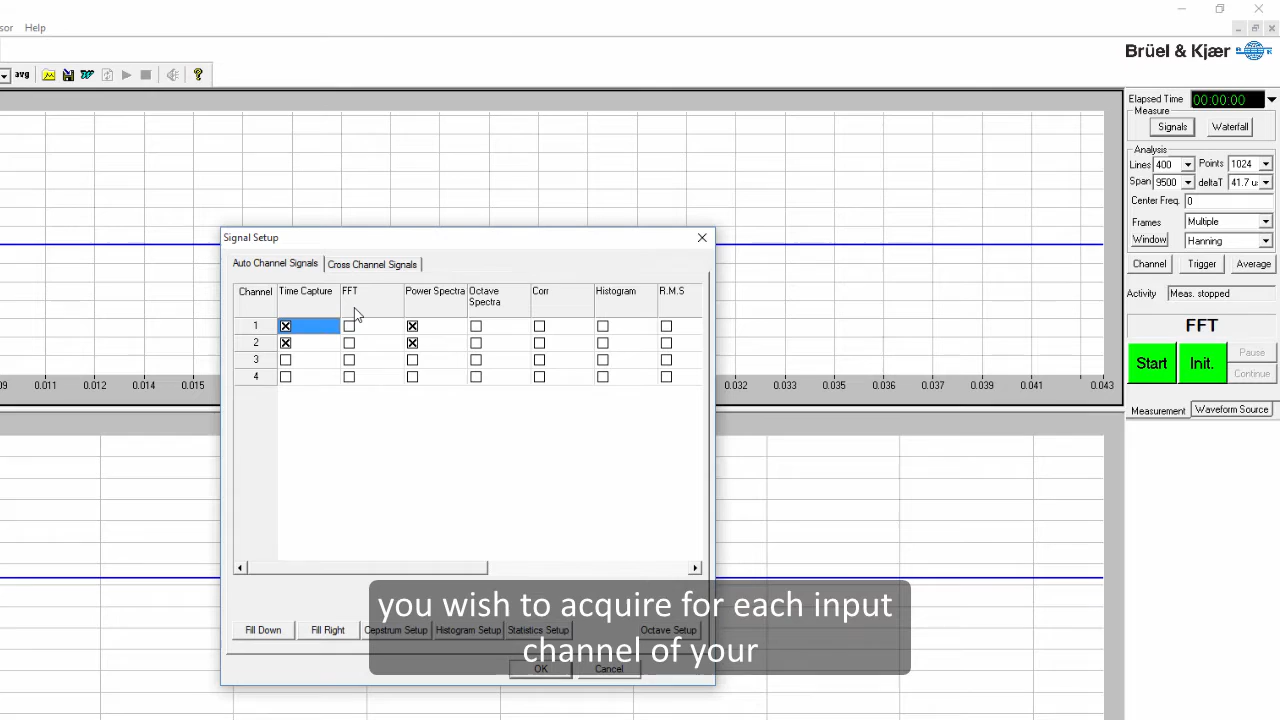 sor Help
Brüel & Kjær
avg
Elapsed Time 00:00:00
Measure
Signals Waterfall
Analysis
Lines 400 Points 1024
Span 9500 deltaT 41.7 u
Center Freq. 0
Frames Multiple
Window Hanning
Channel Trigger Average
Activity Meas. stopped
FFT
Start Init. Pause
Continue
Measurement Waveform Source
Signal Setup
Auto Channel Signals Cross Channel Signals
Channel Time Capture FFT Power Spectra Octave Spectra Corr Histogram R.M.S
1
2
3
4
09 0.011 0.012 0.014 0.015 0.032 0.033 0.035 0.036 0.037 0.039 0.041 0.043
you wish to acquire for each input
channel of your
Fill Down Fill Right Cepstrum Setup Histogram Setup Statistics Setup Octave Setup
OK Cancel